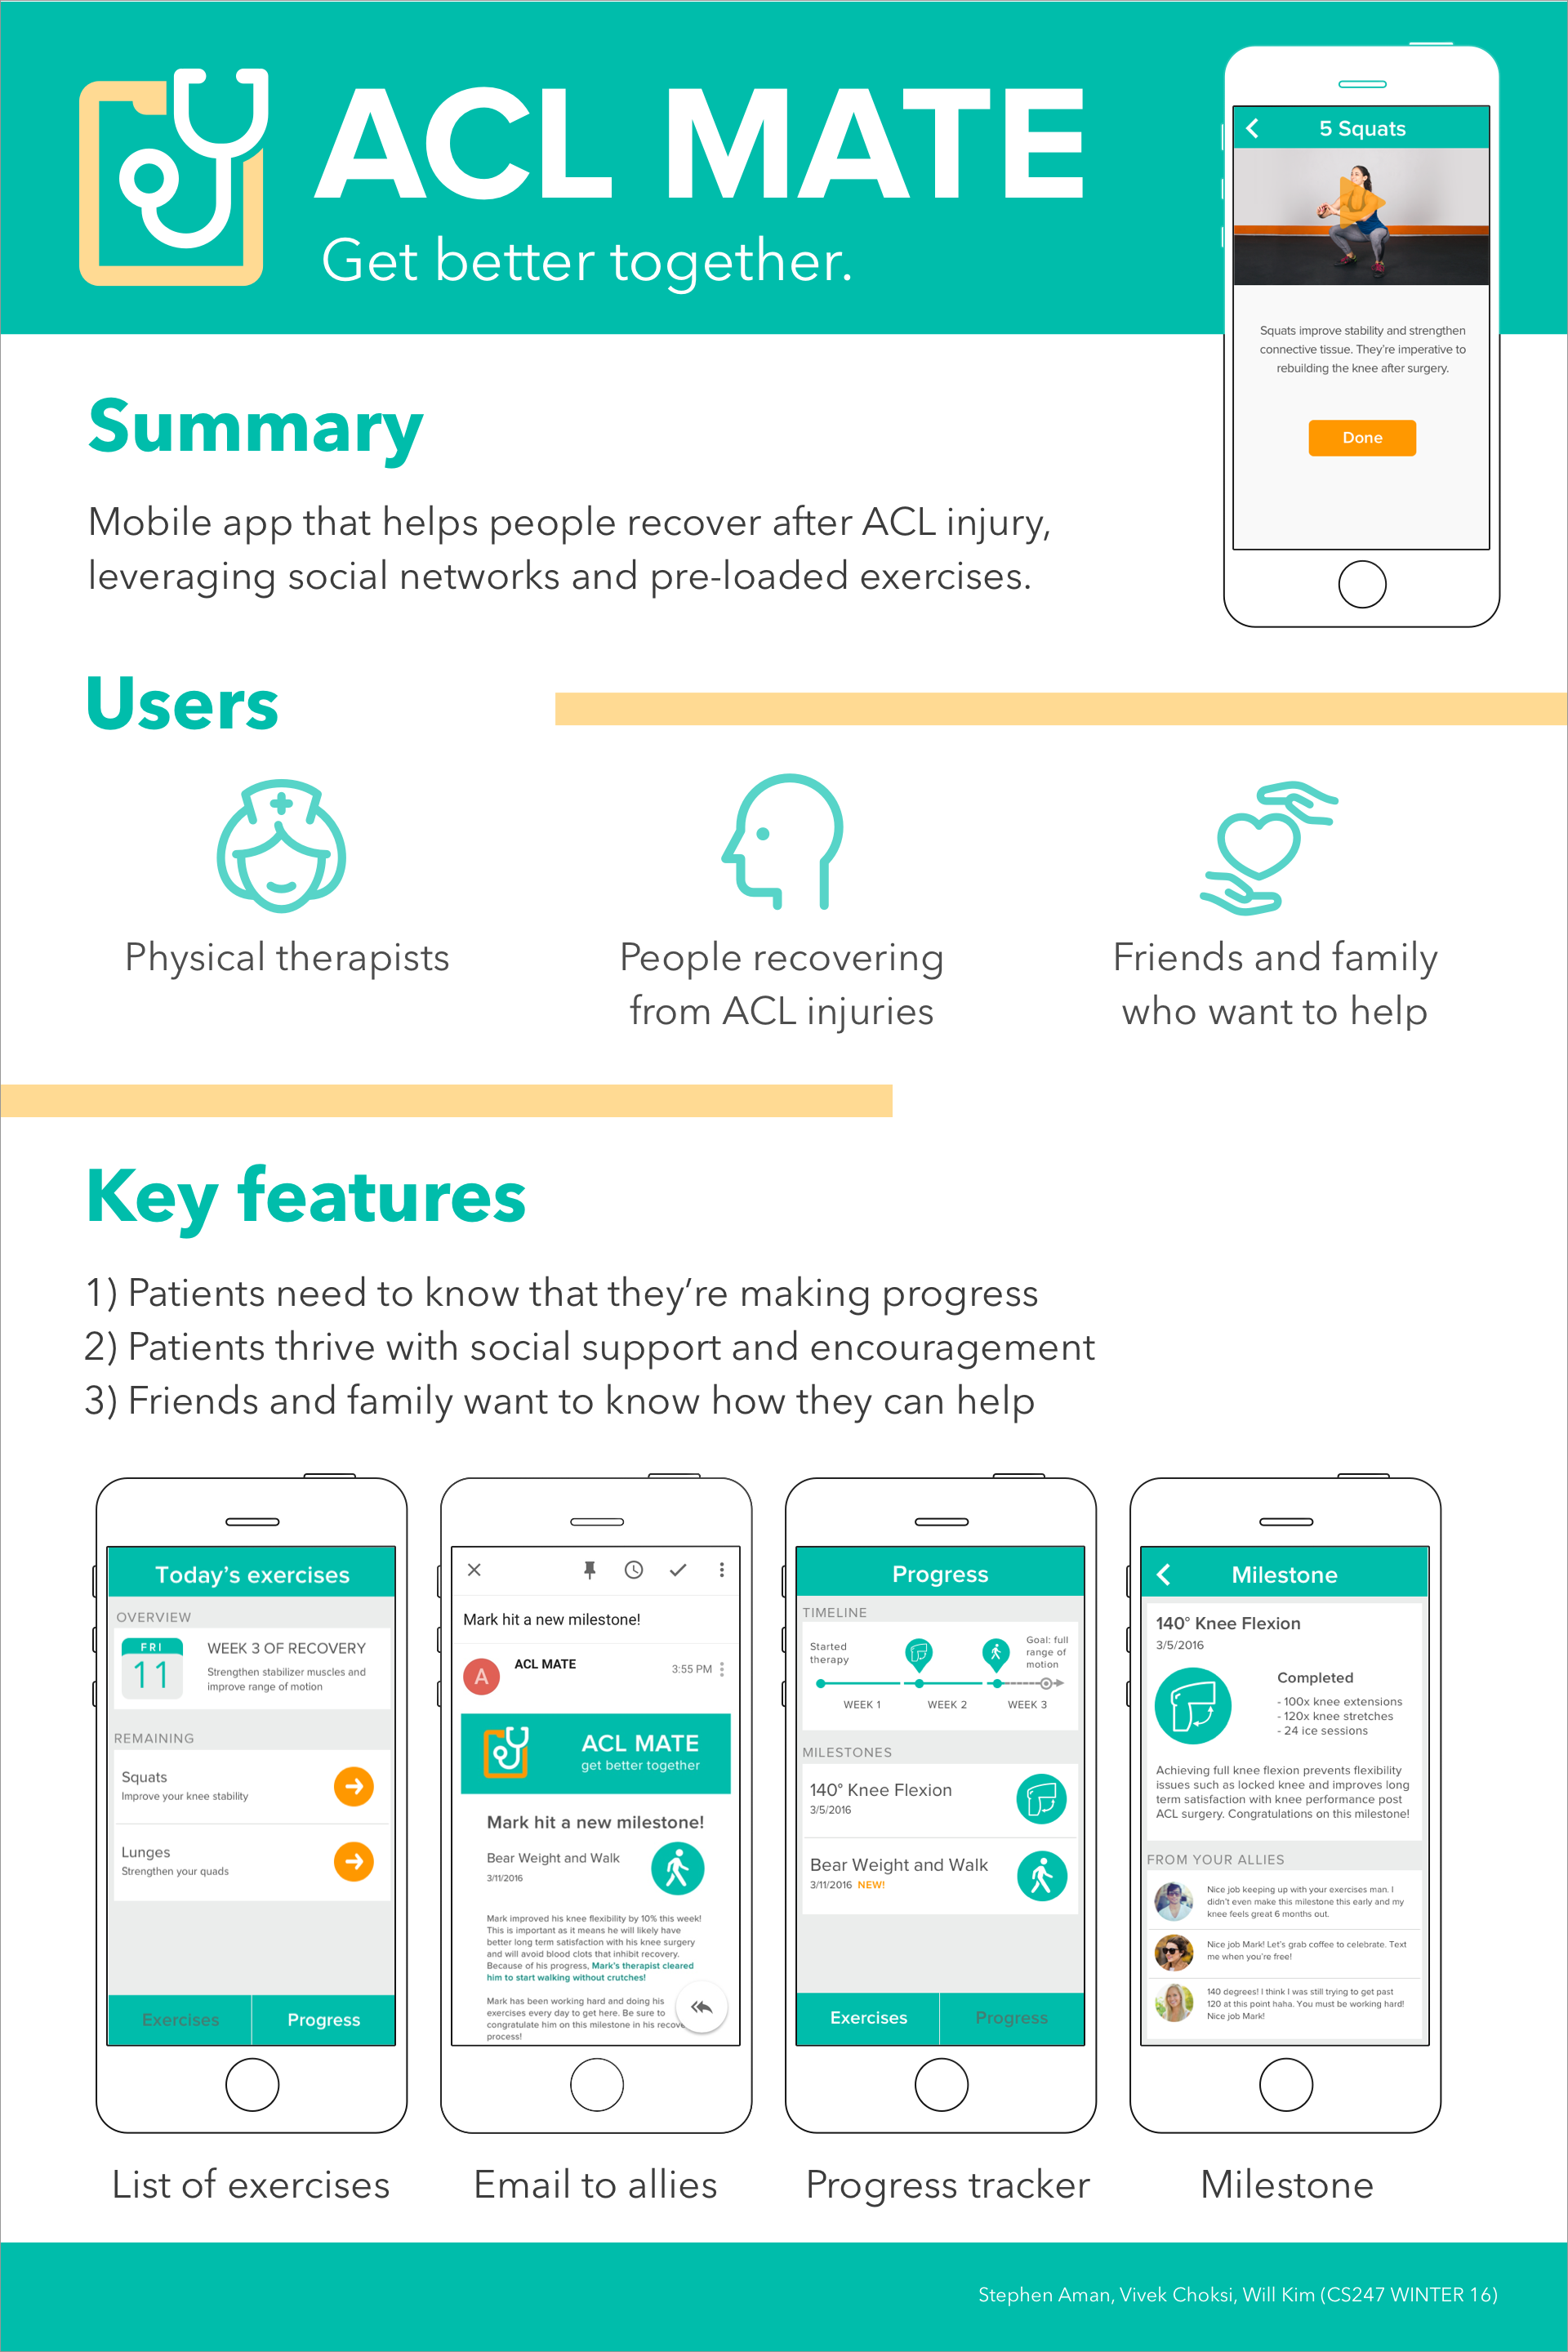 ACL MATE
Get better together.
5 Squats
Squats improve stability and strengthen
connective tissue. They're imperative to
rebuilding the knee after surgery.
Done
Summary
Mobile app that helps people recover after ACL injury,
leveraging social networks and pre-loaded exercises.
Users
Physical therapists
People recovering
from ACL injuries
Friends and family
who want to help
Key features
1) Patients need to know that they're making progress
2) Patients thrive with social support and encouragement
3) Friends and family want to know how they can help
Today's exercises
OVERVIEW
FRI
11
WEEK 3 OF RECOVERY
Strengthen stabilizer muscles and
improve range of motion
REMAINING
Squats
Improve your knee stability
Lunges
Strengthen your quads
Exercises
Progress
List of exercises
Mark hit a new milestone!
A
ACL MATE
3:55 PM
ACL MATE
get better together
Mark hit a new milestone!
Bear Weight and Walk
3/11/2016
Mark improved his knee flexibility by 10% this week!
This is important as it means he will likely have
better long term satisfaction with his knee surgery
and will avoid blood clots that inhibit recovery.
Because of his progress, Mark's therapist cleared
him to start walking without crutches!
Mark has been working hard and doing his
exercises every day to get here. Be sure to
congratulate him on this milestone in his recove
process!
Email to allies
Progress
TIMELINE
Started
therapy
Goal: full
range of
motion
WEEK 1
WEEK 2
WEEK 3
MILESTONES
140° Knee Flexion
3/5/2016
Bear Weight and Walk
3/11/2016 NEW!
Exercises
Progress
Progress tracker
Milestone
140° Knee Flexion
3/5/2016
Completed
- 100x knee extensions
- 120x knee stretches
- 24 ice sessions
Achieving full knee flexion prevents flexibility
issues such as locked knee and improves long
term satisfaction with knee performance post
ACL surgery. Congratulations on this milestone!
FROM YOUR ALLIES
Nice job keeping up with your exercises man. I
didn't even make this milestone this early and my
knee feels great 6 months out.
Nice job Mark! Let's grab coffee to celebrate. Text
me when you're free!
140 degrees! I think I was still trying to get past
120 at this point haha. You must be working hard!
Nice job Mark!
Milestone
Stephen Aman, Vivek Choksi, Will Kim (CS247 WINTER 16)